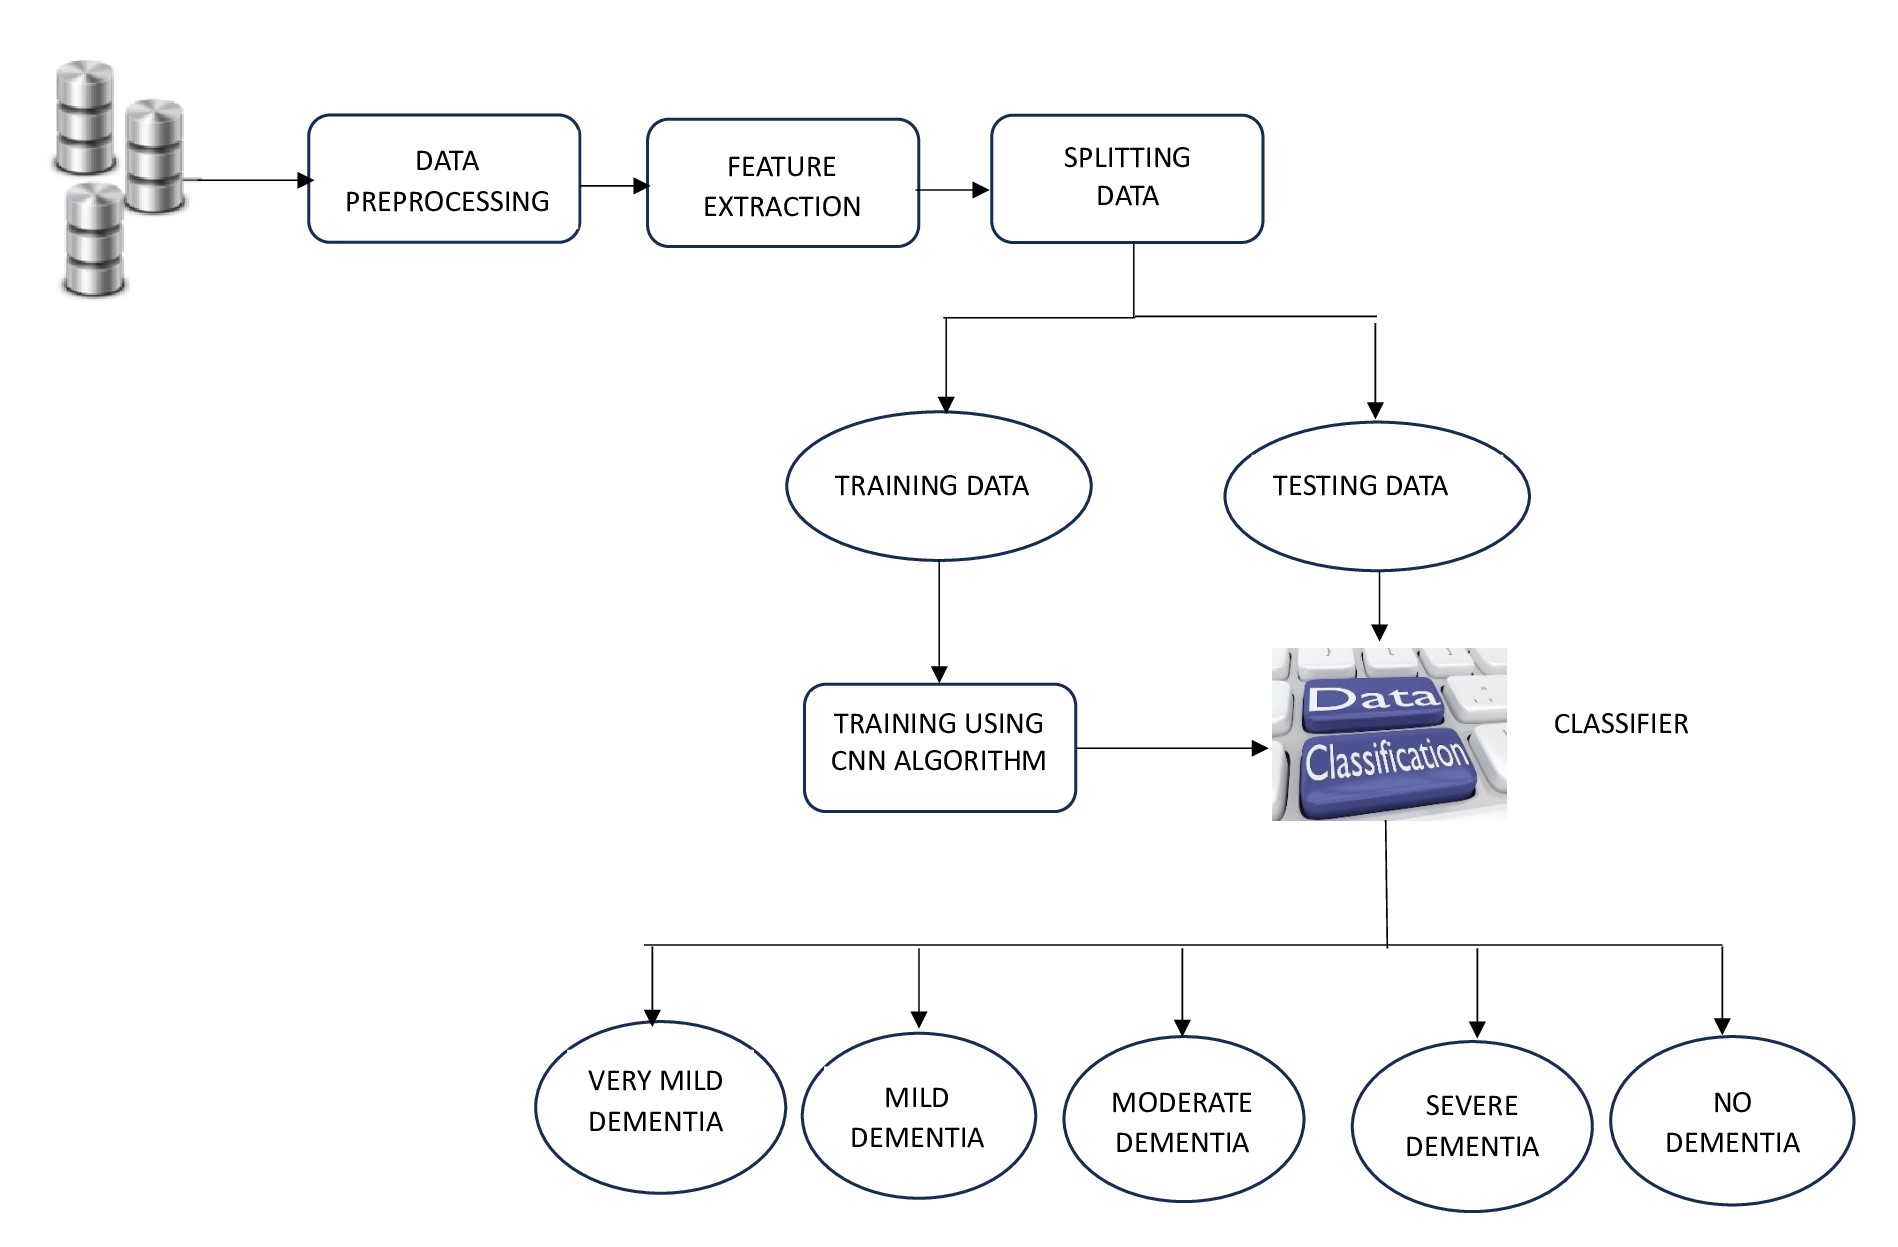 DATA
PREPROCESSING
FEATURE
EXTRACTION
SPLITTING
DATA
TRAINING DATA
TESTING DATA
TRAINING USING
CNN ALGORITHM
Data
Classification
CLASSIFIER
VERY MILD
DEMENTIA
MILD
DEMENTIA
MODERATE
DEMENTIA
SEVERE
DEMENTIA
NO
DEMENTIA